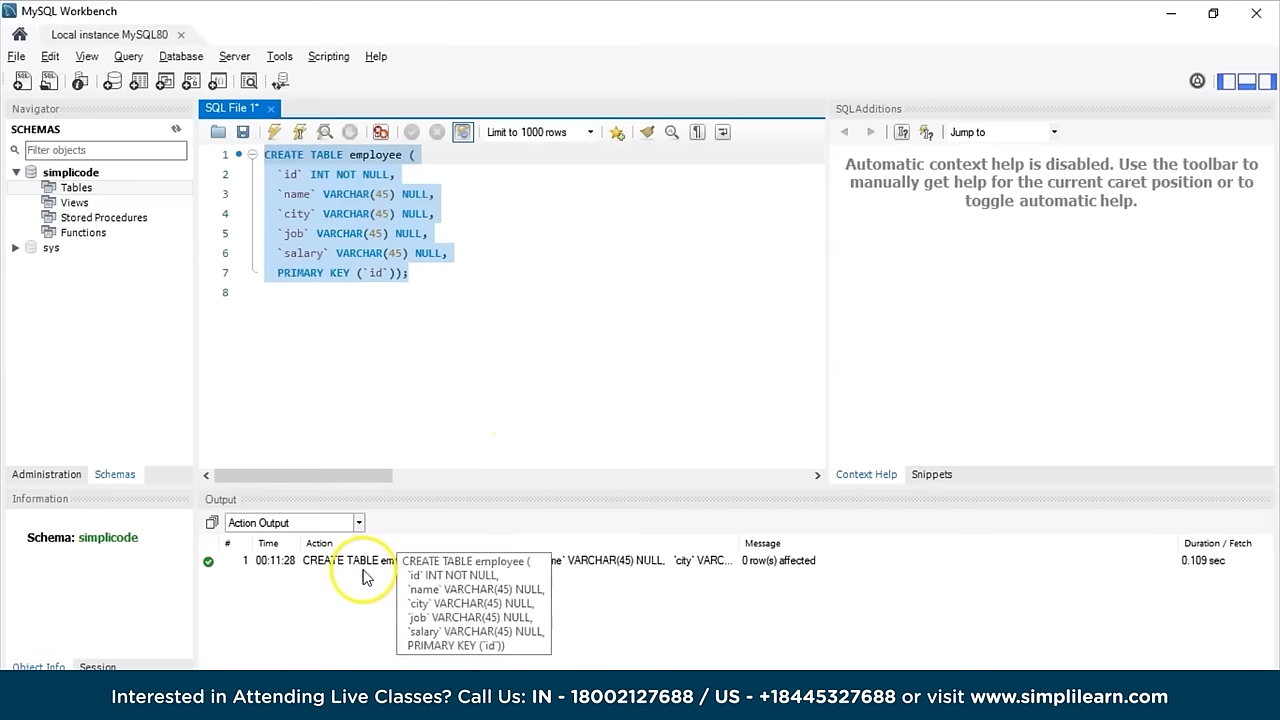 MySQL Workbench
Local instance MySQL80
File Edit View Query Database Server Tools Scripting Help
Navigator
SCHEMAS
Filter objects
simplicode
Tables
Views
Stored Procedures
Functions
sys
Administration Schemas
Information
Schema: simplicode
Object Info Session
SQL File 1*
Limit to 1000 rows
1 CREATE TABLE employee (
2 `id` INT NOT NULL,
3 `name` VARCHAR(45) NULL,
4 `city` VARCHAR(45) NULL,
5 `job` VARCHAR(45) NULL,
6 `salary` VARCHAR(45) NULL,
7 PRIMARY KEY (`id`));
8
SQLAdditions
Jump to
Automatic context help is disabled. Use the toolbar to
manually get help for the current caret position or to
toggle automatic help.
Context Help Snippets
Output
Action Output
# Time Action Message Duration / Fetch
1 00:11:28 CREATE TABLE em VARCHAR(45) NULL, `city` VARC... 0 row(s) affected 0.109 sec
CREATE TABLE employee (
`id` INT NOT NULL,
`name` VARCHAR(45) NULL,
`city` VARCHAR(45) NULL,
`job` VARCHAR(45) NULL,
`salary` VARCHAR(45) NULL,
PRIMARY KEY (`id`))
Interested in Attending Live Classes? Call Us: IN - 18002127688 / US - +18445327688 or visit www.simplilearn.com